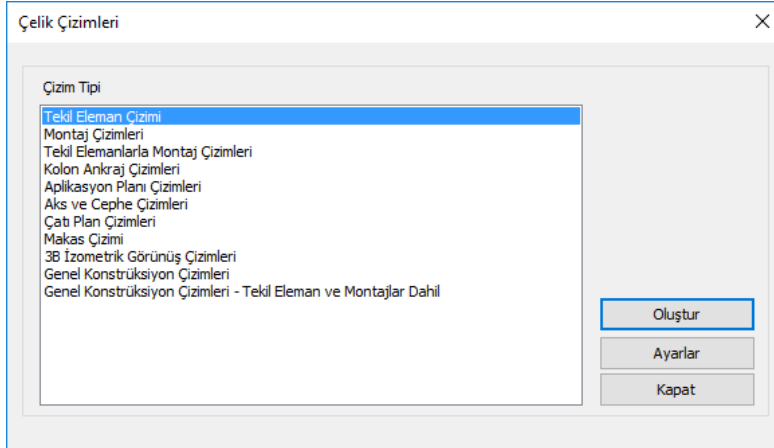 Çelik Çizimleri
Çizim Tipi
Tekil Eleman Çizimi
Montaj Çizimleri
Tekil Elemanlarla Montaj Çizimleri
Kolon Ankraj Çizimleri
Aplikasyon Planı Çizimleri
Aks ve Cephe Çizimleri
Çatı Plan Çizimleri
Makas Çizimi
3B İzometrik Görünüş Çizimleri
Genel Konstrüksiyon Çizimleri
Genel Konstrüksiyon Çizimleri - Tekil Eleman ve Montajlar Dahil
Oluştur
Ayarlar
Kapat